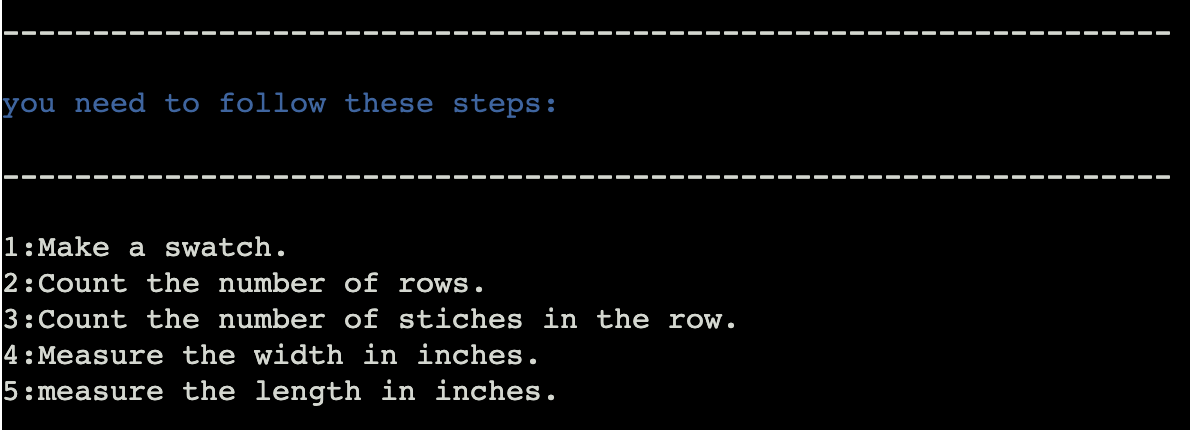 -----------------------------------------------------------------
you need to follow these steps:
-----------------------------------------------------------------
1:Make a swatch.
2:Count the number of rows.
3:Count the number of stiches in the row.
4:Measure the width in inches.
5:measure the length in inches.